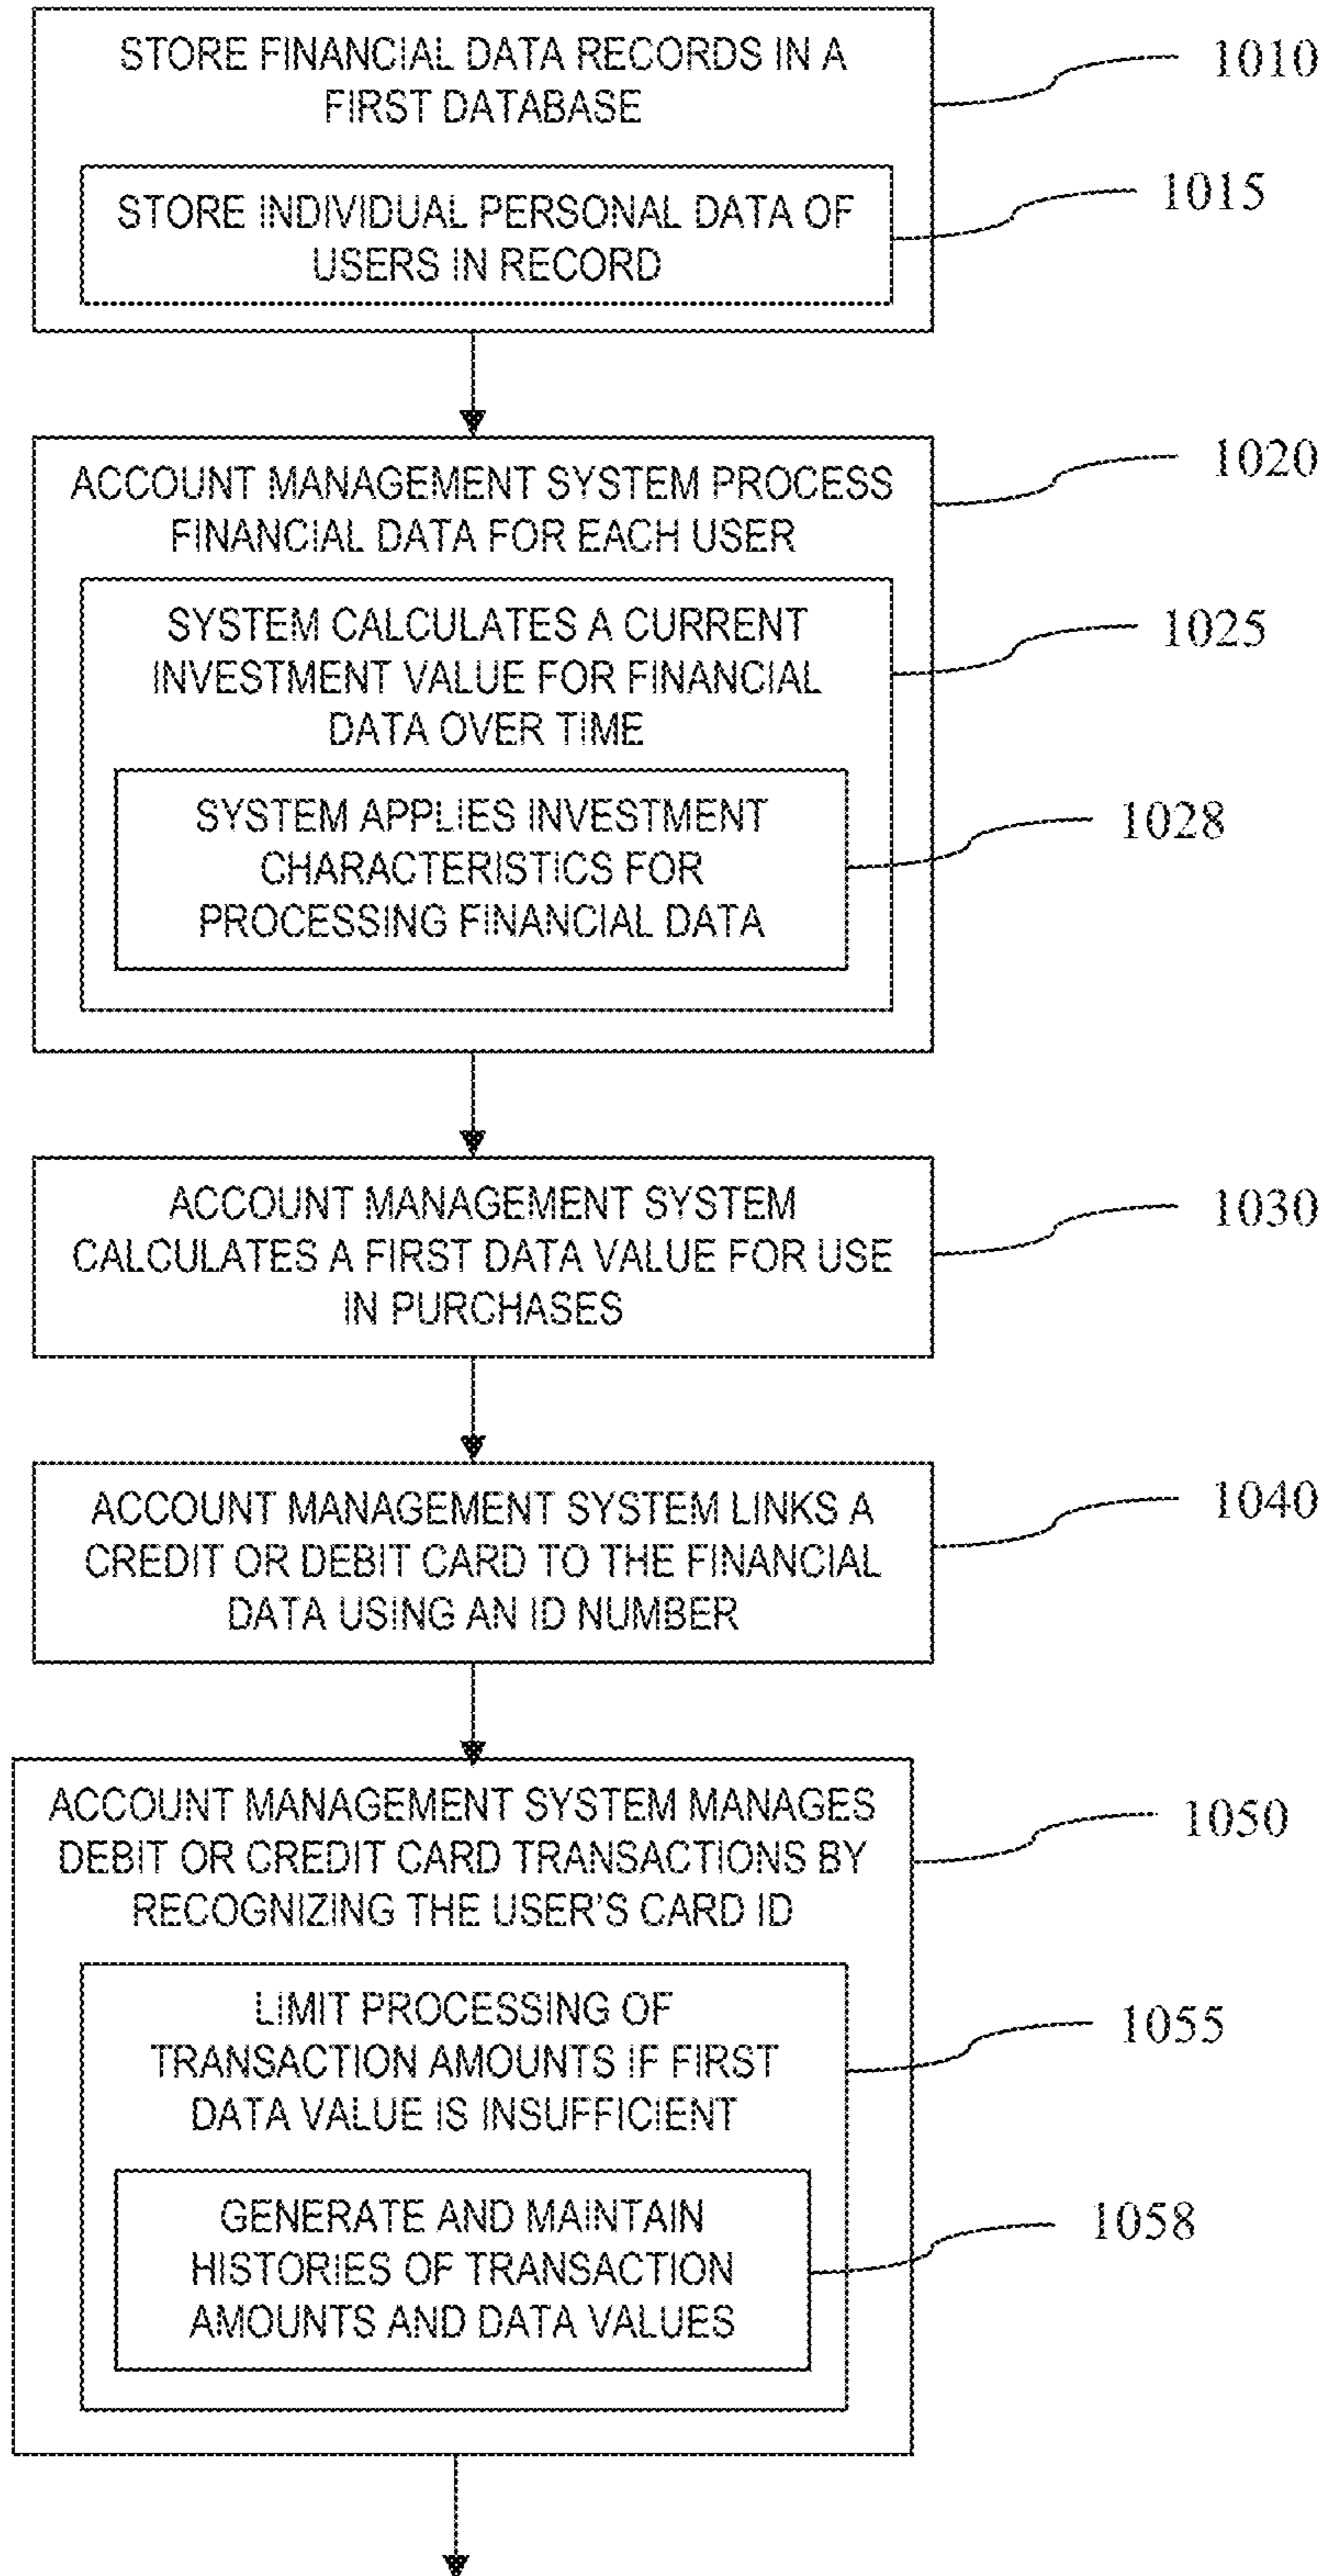 STORE FINANCIAL DATA RECORDS IN A
FIRST DATABASE
1010
STORE INDIVIDUAL PERSONAL DATA OF
USERS IN RECORD
1015
ACCOUNT MANAGEMENT SYSTEM PROCESS
FINANCIAL DATA FOR EACH USER
1020
SYSTEM CALCULATES A CURRENT
INVESTMENT VALUE FOR FINANCIAL
DATA OVER TIME
1025
SYSTEM APPLIES INVESTMENT
CHARACTERISTICS FOR
PROCESSING FINANCIAL DATA
1028
ACCOUNT MANAGEMENT SYSTEM
CALCULATES A FIRST DATA VALUE FOR USE
IN PURCHASES
1030
ACCOUNT MANAGEMENT SYSTEM LINKS A
CREDIT OR DEBIT CARD TO THE FINANCIAL
DATA USING AN ID NUMBER
1040
ACCOUNT MANAGEMENT SYSTEM MANAGES
DEBIT OR CREDIT CARD TRANSACTIONS BY
RECOGNIZING THE USER'S CARD ID
1050
LIMIT PROCESSING OF
TRANSACTION AMOUNTS IF FIRST
DATA VALUE IS INSUFFICIENT
1055
GENERATE AND MAINTAIN
HISTORIES OF TRANSACTION
AMOUNTS AND DATA VALUES
1058